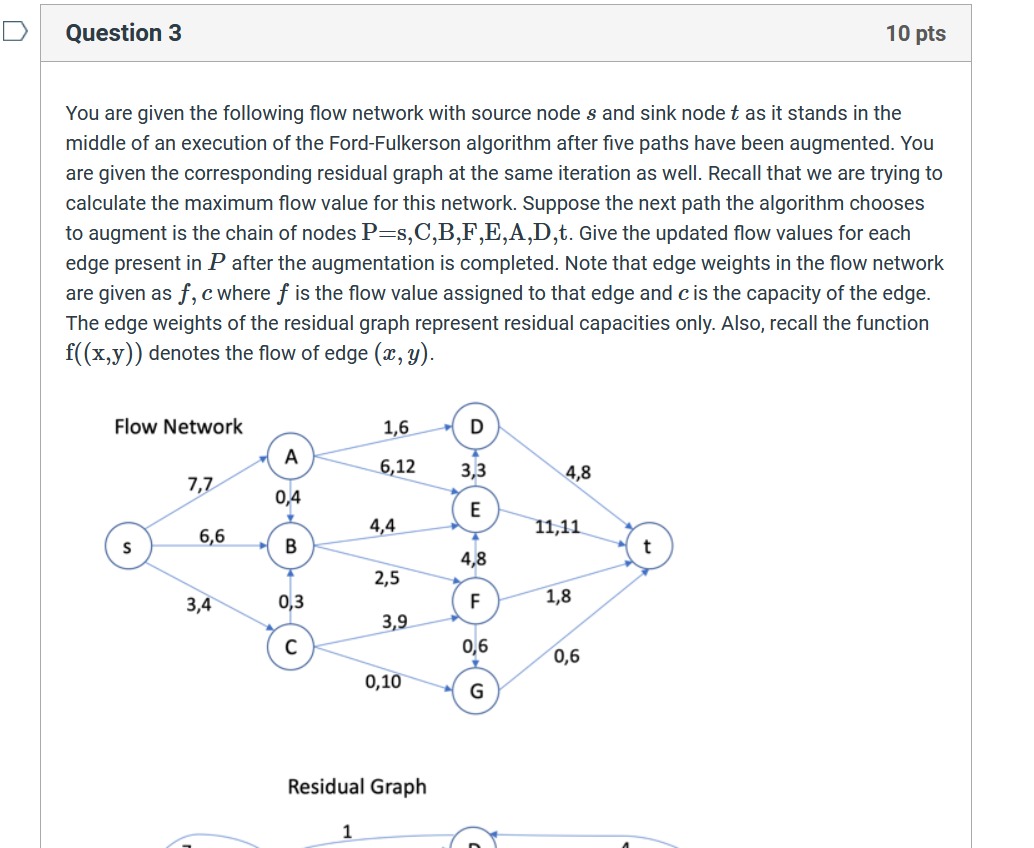 Question 3
10 pts
You are given the following flow network with source node s and sink node t as it stands in the
middle of an execution of the Ford-Fulkerson algorithm after five paths have been augmented. You
are given the corresponding residual graph at the same iteration as well. Recall that we are trying to
calculate the maximum flow value for this network. Suppose the next path the algorithm chooses
to augment is the chain of nodes P=s,C,B,F,E,A,D,t. Give the updated flow values for each
edge present in P after the augmentation is completed. Note that edge weights in the flow network
are given as f, c where f is the flow value assigned to that edge and c is the capacity of the edge.
The edge weights of the residual graph represent residual capacities only. Also, recall the function
f((x,y)) denotes the flow of edge (x, y).
Flow Network
1,6
D
A
6,12
3,3
4,8
7,7
0,4
E
4,4
11,11
6,6
s
B
t
4,8
2,5
1,8
3,4
0,3
F
3,9
C
0,6
0,6
0,10
G
Residual Graph
1